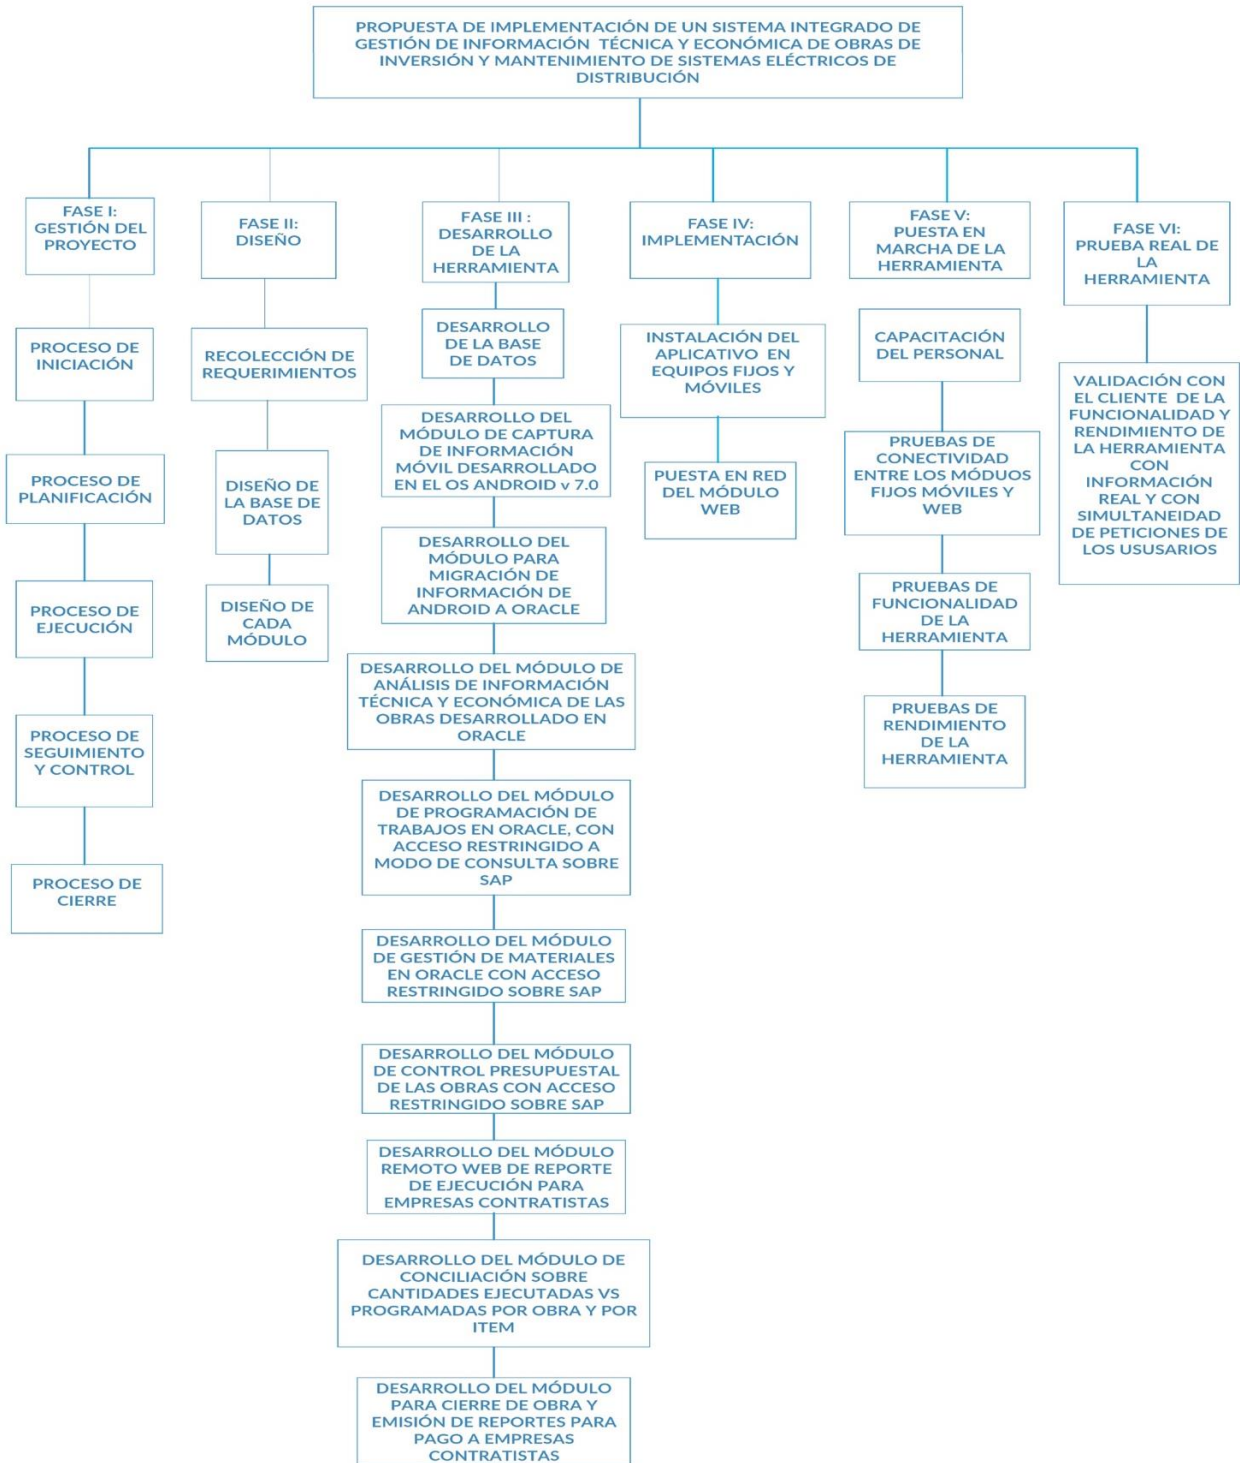 PROPUESTA DE IMPLEMENTACIÓN DE UN SISTEMA INTEGRADO DE
GESTIÓN DE INFORMACIÓN TÉCNICA Y ECONÓMICA DE OBRAS DE
INVERSIÓN Y MANTENIMIENTO DE SISTEMAS ELÉCTRICOS DE
DISTRIBUCIÓN
FASE I:
GESTIÓN DEL
PROYECTO
PROCESO DE
INICIACIÓN
PROCESO DE
PLANIFICACIÓN
PROCESO DE
EJECUCIÓN
PROCESO DE
SEGUIMIENTO
Y CONTROL
PROCESO DE
CIERRE
FASE II:
DISEÑO
RECOLECCIÓN DE
REQUERIMIENTOS
DISEÑO DE
LA BASE DE
DATOS
DISEÑO DE
CADA
MÓDULO
FASE III :
DESARROLLO
DE LA
HERRAMIENTA
DESARROLLO
DE LA BASE
DE DATOS
DESARROLLO DEL
MÓDULO DE CAPTURA
DE INFORMACIÓN
MÓVIL DESARROLLADO
EN EL OS ANDROID v 7.0
DESARROLLO DEL
MÓDULO PARA
MIGRACIÓN DE
INFORMACIÓN DE
ANDROID A ORACLE
DESARROLLO DEL MÓDULO DE
ANÁLISIS DE INFORMACIÓN
TÉCNICA Y ECONÓMICA DE LAS
OBRAS DESARROLLADO EN
ORACLE
DESARROLLO DEL MÓDULO
DE PROGRAMACIÓN DE
TRABAJOS EN ORACLE, CON
ACCESO RESTRINGIDO A
MODO DE CONSULTA SOBRE
SAP
DESARROLLO DEL MÓDULO
DE GESTIÓN DE MATERIALES
EN ORACLE CON ACCESO
RESTRINGIDO SOBRE SAP
DESARROLLO DEL MÓDULO
DE CONTROL PRESUPUESTAL
DE LAS OBRAS CON ACCESO
RESTRINGIDO SOBRE SAP
DESARROLLO DEL MÓDULO
REMOTO WEB DE REPORTE
DE EJECUCIÓN PARA
EMPRESAS CONTRATISTAS
DESARROLLO DEL MÓDULO DE
CONCILIACIÓN SOBRE
CANTIDADES EJECUTADAS VS
PROGRAMADAS POR OBRA Y POR
ITEM
DESARROLLO DEL MÓDULO
PARA CIERRE DE OBRA Y
EMISIÓN DE REPORTES PARA
PAGO A EMPRESAS
CONTRATISTAS
FASE IV:
IMPLEMENTACIÓN
INSTALACIÓN DEL
APLICATIVO EN
EQUIPOS FIJOS Y
MÓVILES
PUESTA EN RED
DEL MÓDULO
WEB
FASE V:
PUESTA EN
MARCHA DE LA
HERRAMIENTA
CAPACITACIÓN
DEL PERSONAL
PRUEBAS DE
CONECTIVIDAD
ENTRE LOS MÓDUOS
FIJOS MÓVILES Y
WEB
PRUEBAS DE
FUNCIONALIDAD
DE LA
HERRAMIENTA
PRUEBAS DE
RENDIMIENTO
DE LA
HERRAMIENTA
FASE VI:
PRUEBA REAL DE
LA
HERRAMIENTA
VALIDACIÓN CON
EL CLIENTE DE LA
FUNCIONALIDAD Y
RENDIMIENTO DE
LA HERRAMIENTA
CON
INFORMACIÓN
REAL Y CON
SIMULTANEIDAD
DE PETICIONES DE
LOS USUSARIOS